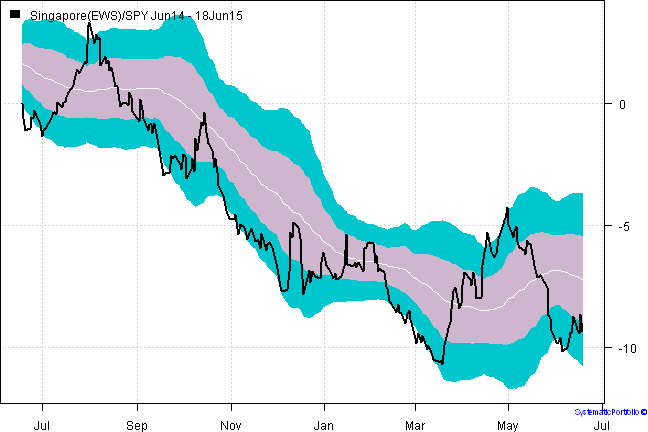 Singapore(EWS)/SPY Jun14 - 18Jun15
0
-5
-10
Jul Sep Nov Jan Mar May Jul
SystematicPortfolio ©